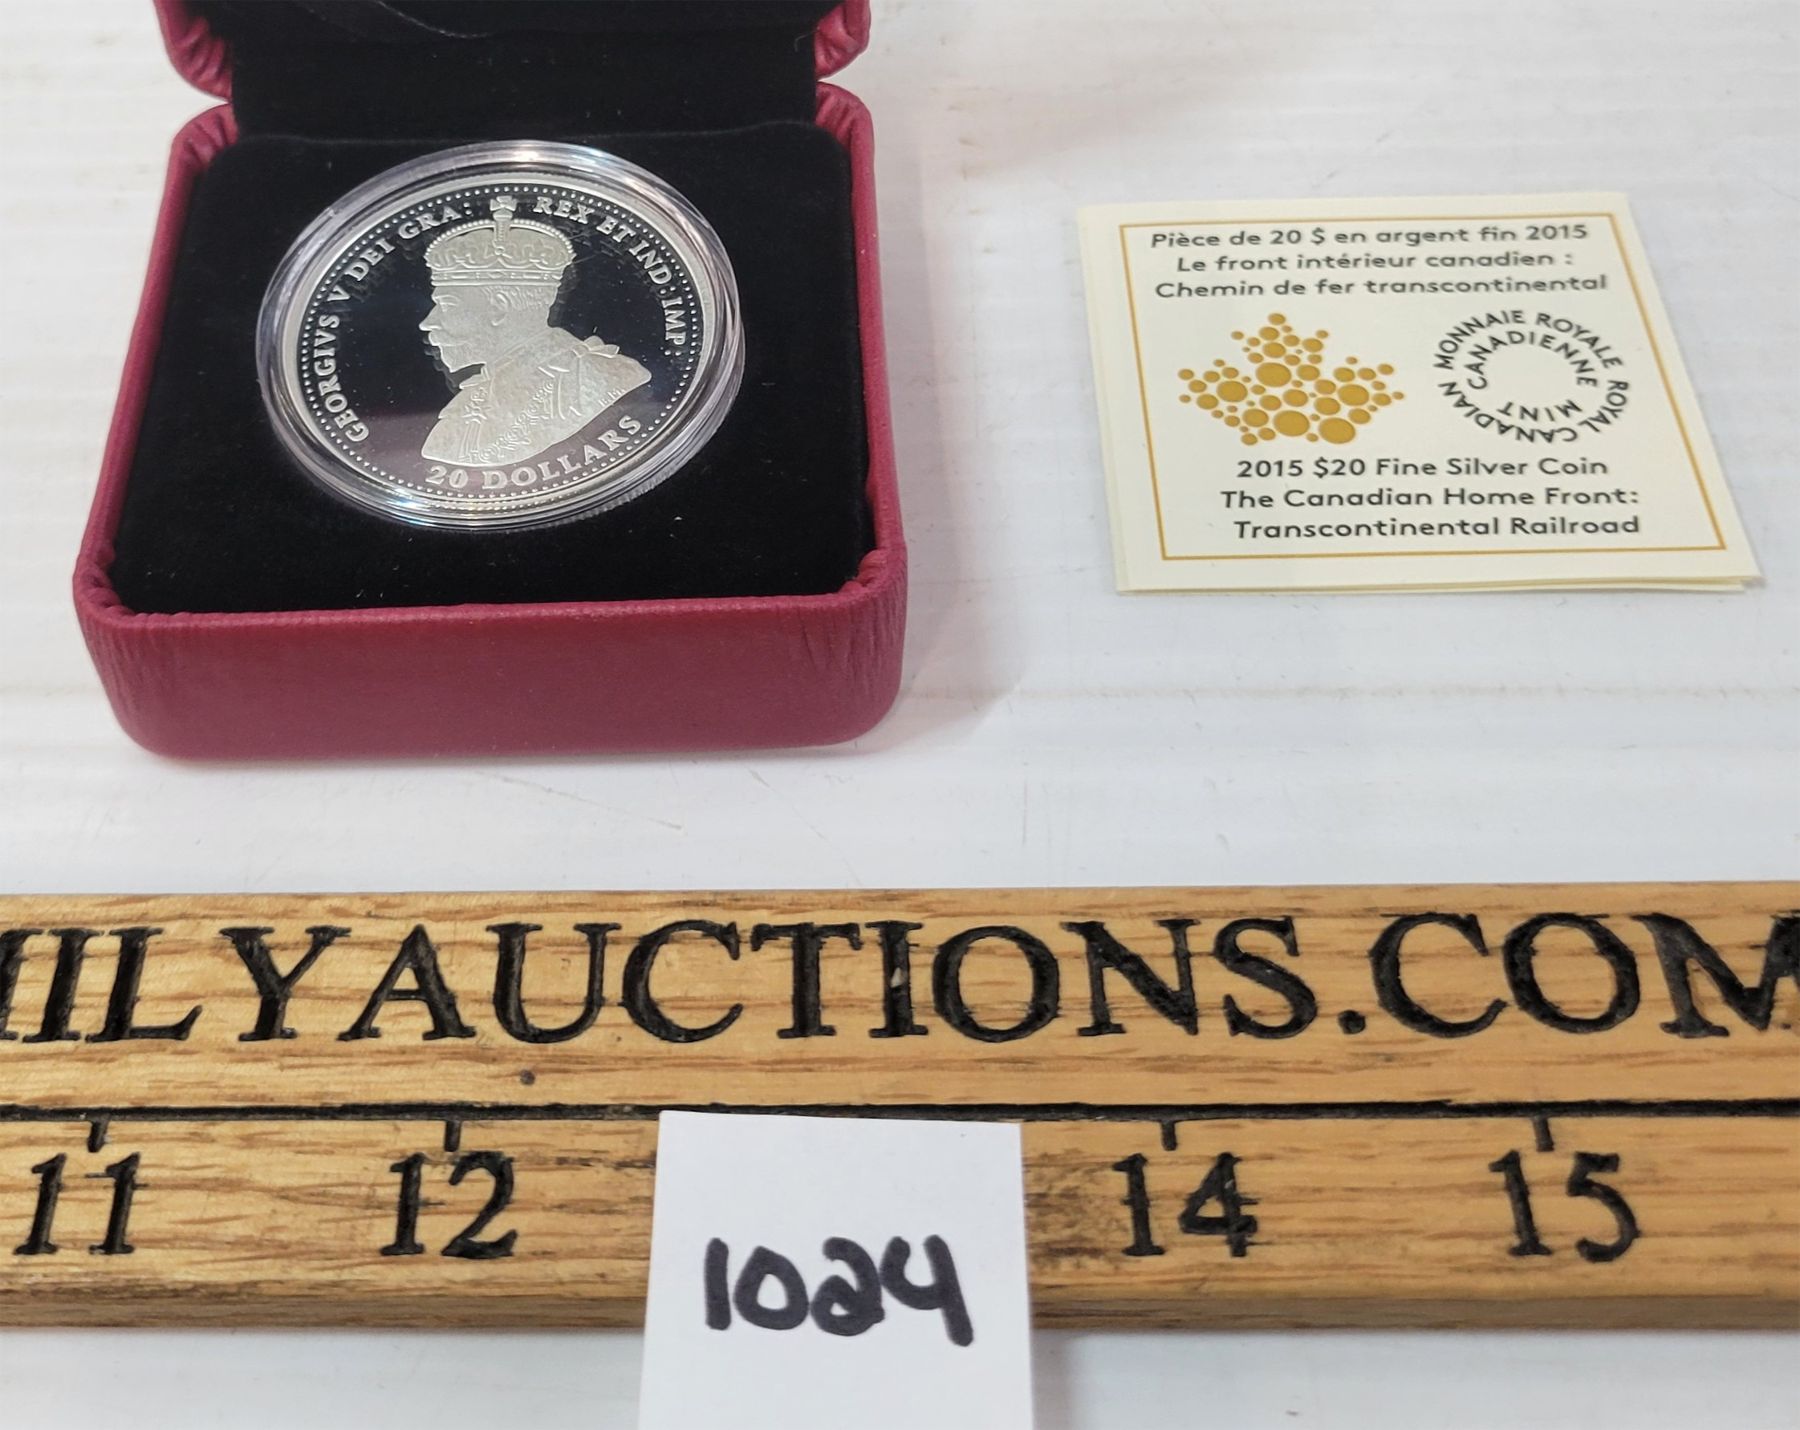 GEORGIVS V DEI GRA: REX ET IND: IMP:
20 DOLLARS
Pièce de 20 $ en argent fin 2015
Le front intérieur canadien :
Chemin de fer transcontinental
MONNAIE ROYALE CANADIENNE
ROYAL CANADIAN MINT
2015 $20 Fine Silver Coin
The Canadian Home Front:
Transcontinental Railroad
ILYAUCTIONS.COM
11 12 14 15
1024